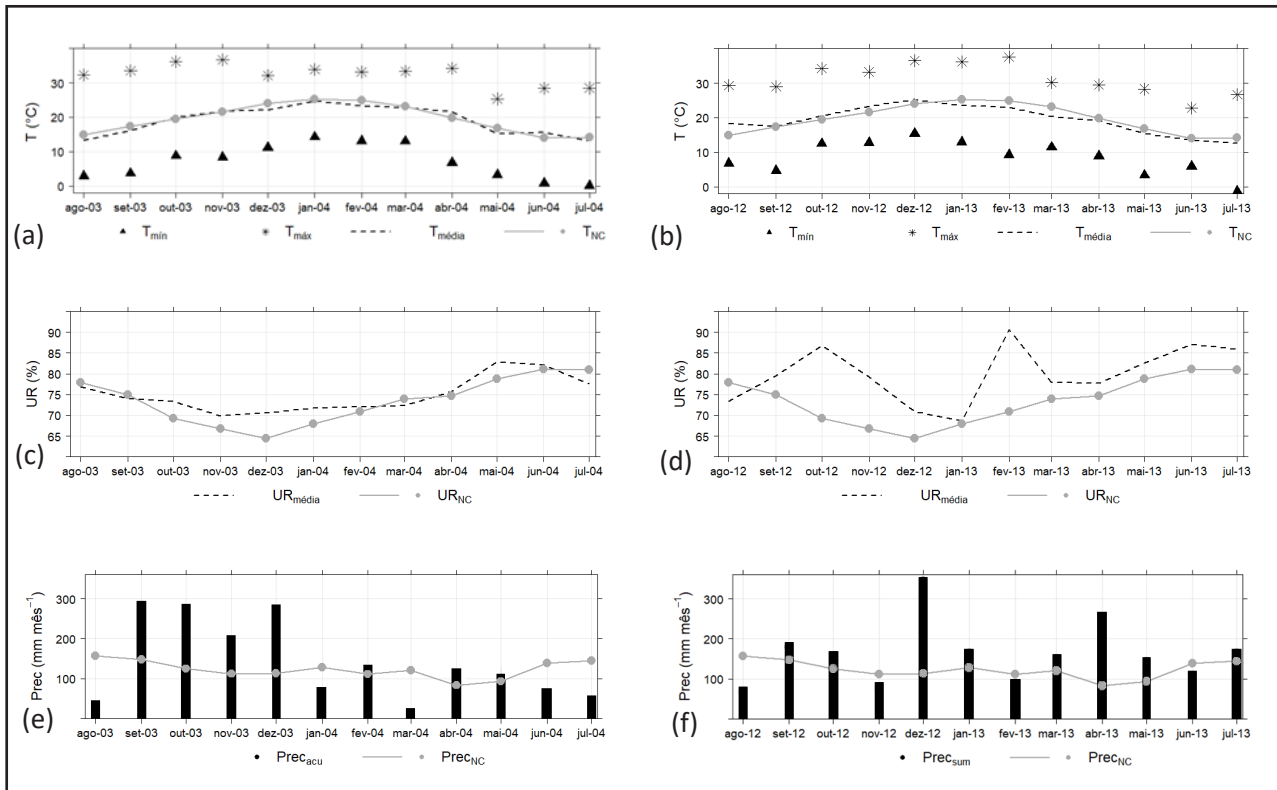 T (°C)
30
20
10
0
ago-03 set-03 out-03 nov-03 dez-03 jan-04 fev-04 mar-04 abr-04 mai-04 jun-04 jul-04
(a)
Tmín Tmáx Tmédia TNC
T (°C)
30
20
10
0
ago-12 set-12 out-12 nov-12 dez-12 jan-13 fev-13 mar-13 abr-13 mai-13 jun-13 jul-13
(b)
Tmín Tmáx Tmédia TNC
UR (%)
90
85
80
75
70
65
ago-03 set-03 out-03 nov-03 dez-03 jan-04 fev-04 mar-04 abr-04 mai-04 jun-04 jul-04
(c)
URmédia URNC
UR (%)
90
85
80
75
70
65
ago-12 set-12 out-12 nov-12 dez-12 jan-13 fev-13 mar-13 abr-13 mai-13 jun-13 jul-13
(d)
URmédia URNC
Prec (mm mês⁻¹)
300
200
100
ago-03 set-03 out-03 nov-03 dez-03 jan-04 fev-04 mar-04 abr-04 mai-04 jun-04 jul-04
(e)
Precacu PrecNC
Prec (mm mês⁻¹)
300
200
100
ago-12 set-12 out-12 nov-12 dez-12 jan-13 fev-13 mar-13 abr-13 mai-13 jun-13 jul-13
(f)
Precsum PrecNC